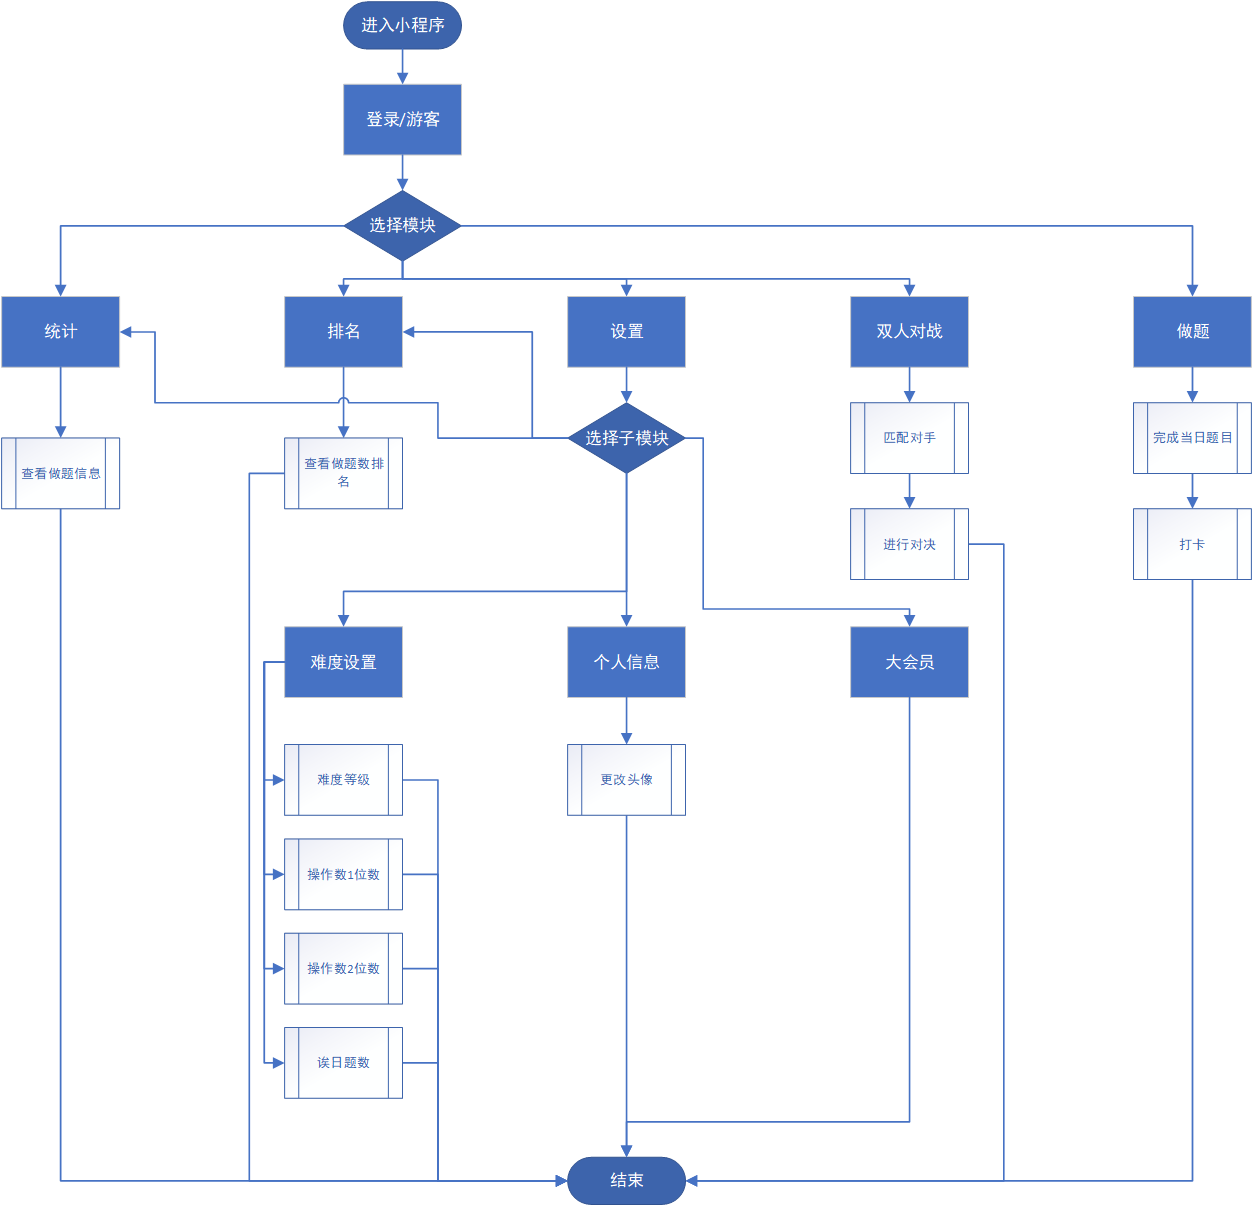 进入小程序
登录/游客
选择模块
统计
排名
设置
双人对战
做题
查看做题信息
查看做题数排
名
选择子模块
匹配对手
完成当日题目
进行对决
打卡
难度设置
个人信息
大会员
难度等级
更改头像
操作数1位数
操作数2位数
诶日题数
结束